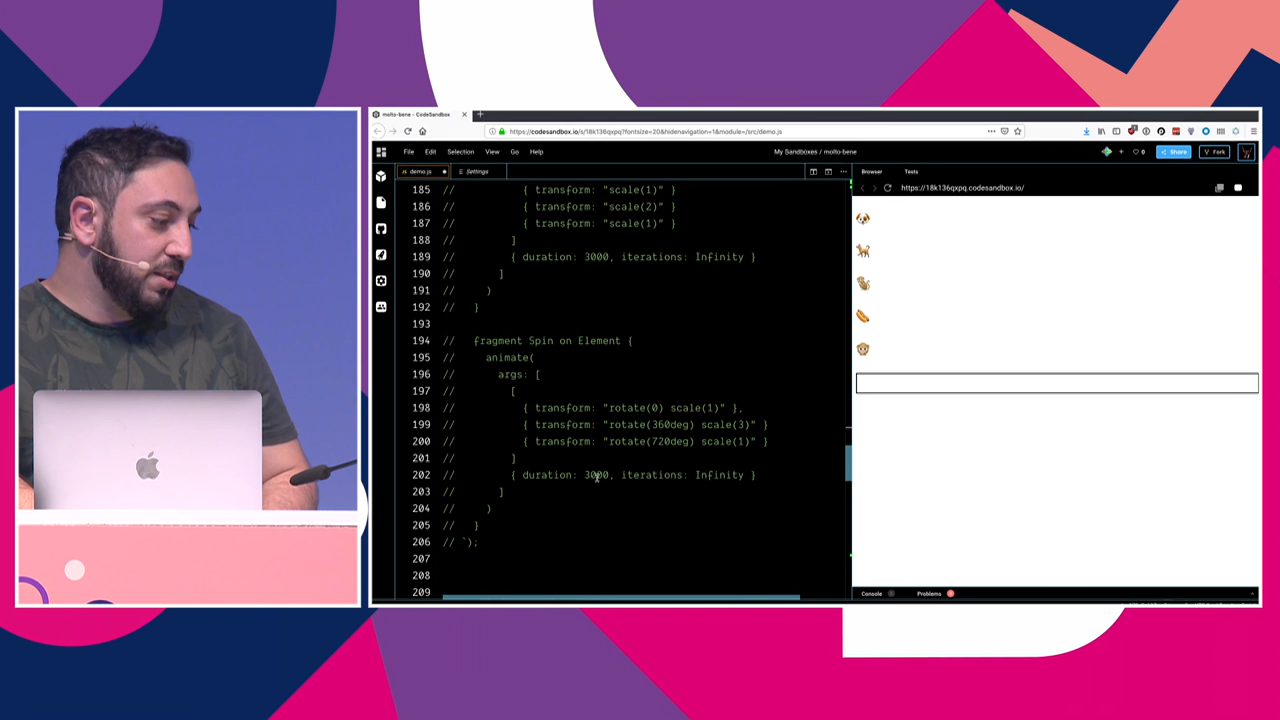 molto-bene - CodeSandbox
https://codesandbox.io/s/18k136qxpq?fontsize=20&hidenavigation=1&module=/src/demo.js
File Edit Selection View Go Help
My Sandboxes / molto-bene
0
Share
Fork
demo.js
Settings
185 // { transform: "scale(1)" }
186 // { transform: "scale(2)" }
187 // { transform: "scale(1)" }
188 // ]
189 // { duration: 3000, iterations: Infinity }
190 // ]
191 // )
192 // }
193
194 // fragment Spin on Element {
195 // animate(
196 // args: [
197 // [
198 // { transform: "rotate(0) scale(1)" },
199 // { transform: "rotate(360deg) scale(3)" }
200 // { transform: "rotate(720deg) scale(1)" }
201 // ]
202 // { duration: 3000, iterations: Infinity }
203 // ]
204 // )
205 // }
206 // `);
207
208
209
Browser Tests
https://18k136qxpq.codesandbox.io/
Console
Problems